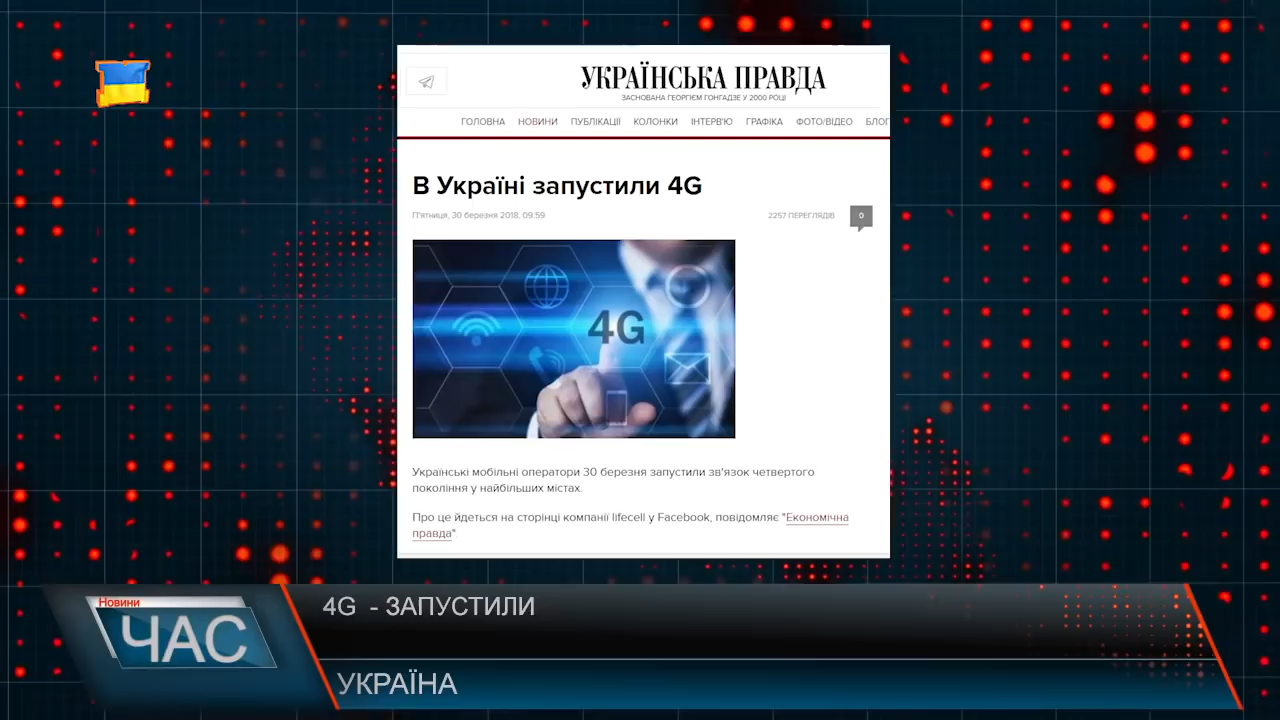 УКРАЇНСЬКА ПРАВДА
ЗАСНОВАНА ГЕОРГІЄМ ГОНГАДЗЕ У 2000 РОЦІ
ГОЛОВНА НОВИНИ ПУБЛІКАЦІЇ КОЛОНКИ ІНТЕРВ'Ю ГРАФІКА ФОТО/ВІДЕО БЛОГ
В Україні запустили 4G
П'ятниця, 30 березня 2018, 09:59 2257 ПЕРЕГЛЯДІВ 0
4G
Українські мобільні оператори 30 березня запустили зв'язок четвертого
покоління у найбільших містах.
Про це йдеться на сторінці компанії lifecell у Facebook, повідомляє "Економічна
правда".
Новини
ЧАС
4G - ЗАПУСТИЛИ
УКРАЇНА